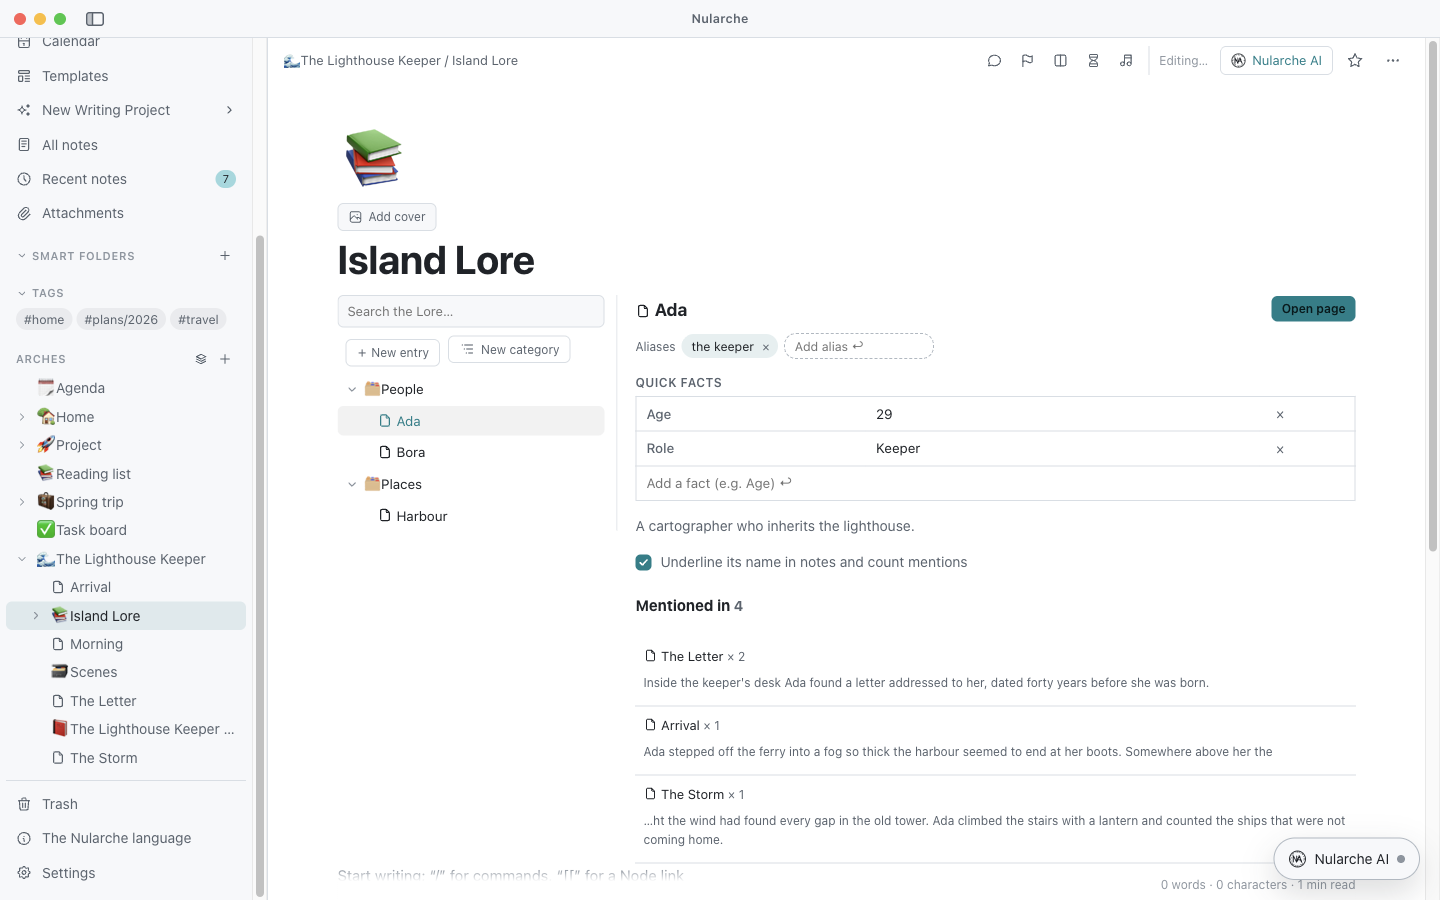 Nularche
Calendar
Templates
New Writing Project
All notes
Recent notes 7
Attachments
SMART FOLDERS
TAGS
#home #plans/2026 #travel
ARCHES
Agenda
Home
Project
Reading list
Spring trip
Task board
The Lighthouse Keeper
Arrival
Island Lore
Morning
Scenes
The Letter
The Lighthouse Keeper ...
The Storm
Trash
The Nularche language
Settings
The Lighthouse Keeper / Island Lore
Editing...
Nularche AI
Add cover
Island Lore
Search the Lore...
+ New entry
New category
People
Ada
Bora
Places
Harbour
Ada
Open page
Aliases the keeper × Add alias ↩
QUICK FACTS
Age 29 ×
Role Keeper ×
Add a fact (e.g. Age) ↩
A cartographer who inherits the lighthouse.
Underline its name in notes and count mentions
Mentioned in 4
The Letter × 2
Inside the keeper's desk Ada found a letter addressed to her, dated forty years before she was born.
Arrival × 1
Ada stepped off the ferry into a fog so thick the harbour seemed to end at her boots. Somewhere above her the
The Storm × 1
...ht the wind had found every gap in the old tower. Ada climbed the stairs with a lantern and counted the ships that were not
coming home.
Start writing: "/" for commands, "[[" for a Node link
Nularche AI
0 words · 0 characters · 1 min read